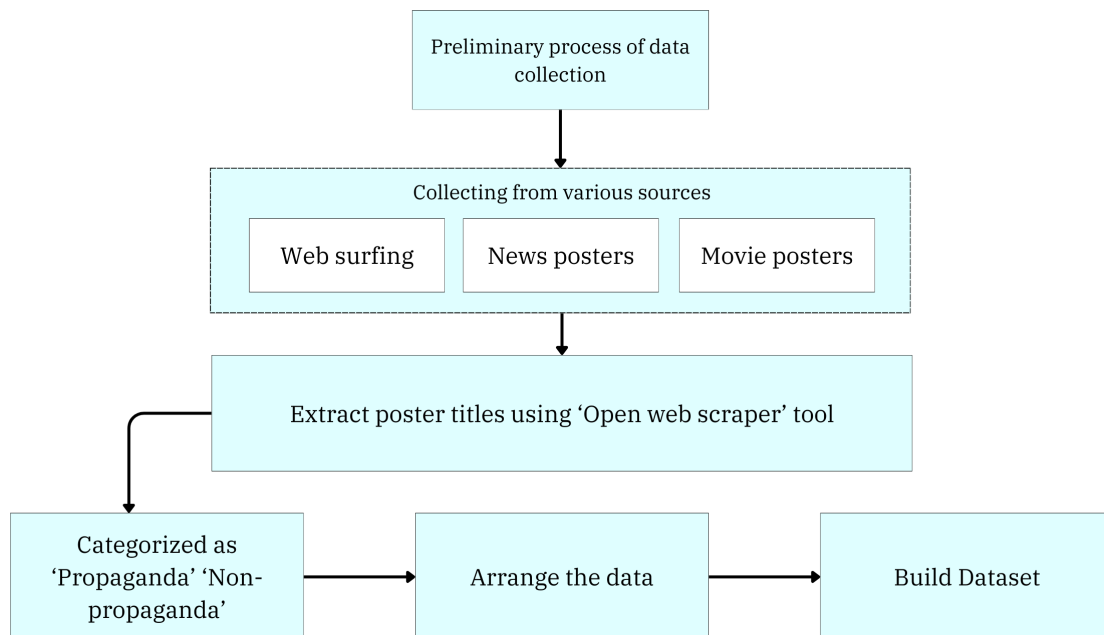 Preliminary process of data
collection
Collecting from various sources
Web surfing
News posters
Movie posters
Extract poster titles using ‘Open web scraper’ tool
Categorized as
‘Propaganda’ ‘Non-
propaganda’
Arrange the data
Build Dataset